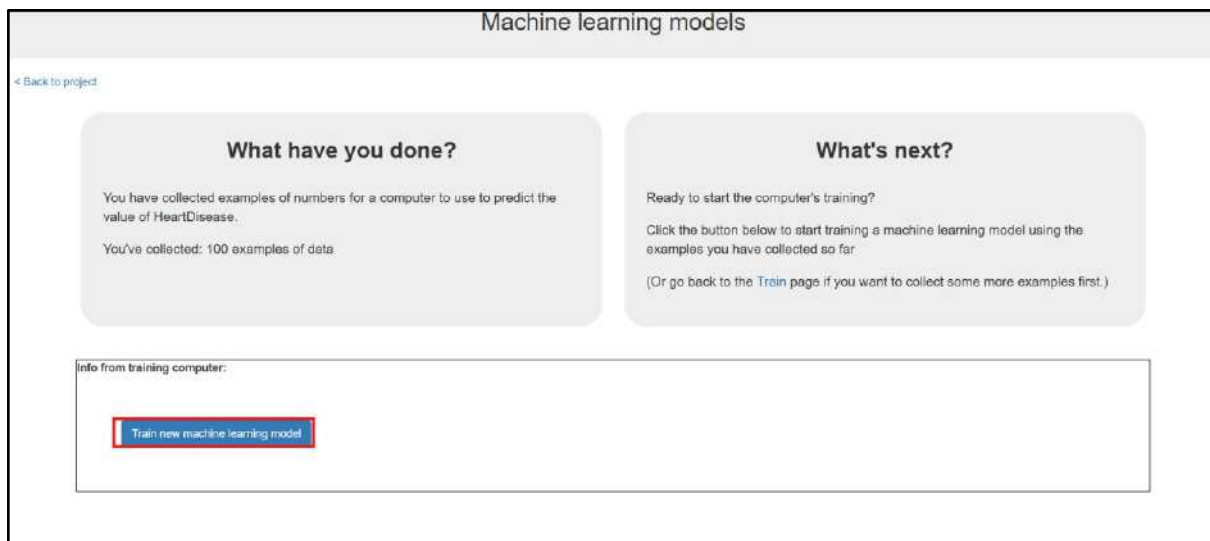 Machine learning models
< Back to project
What have you done?
You have collected examples of numbers for a computer to use to predict the
value of HeartDisease.
You've collected: 100 examples of data
What's next?
Ready to start the computer's training?
Click the button below to start training a machine learning model using the
examples you have collected so far
(Or go back to the Train page if you want to collect some more examples first.)
Info from training computer:
Train new machine learning model